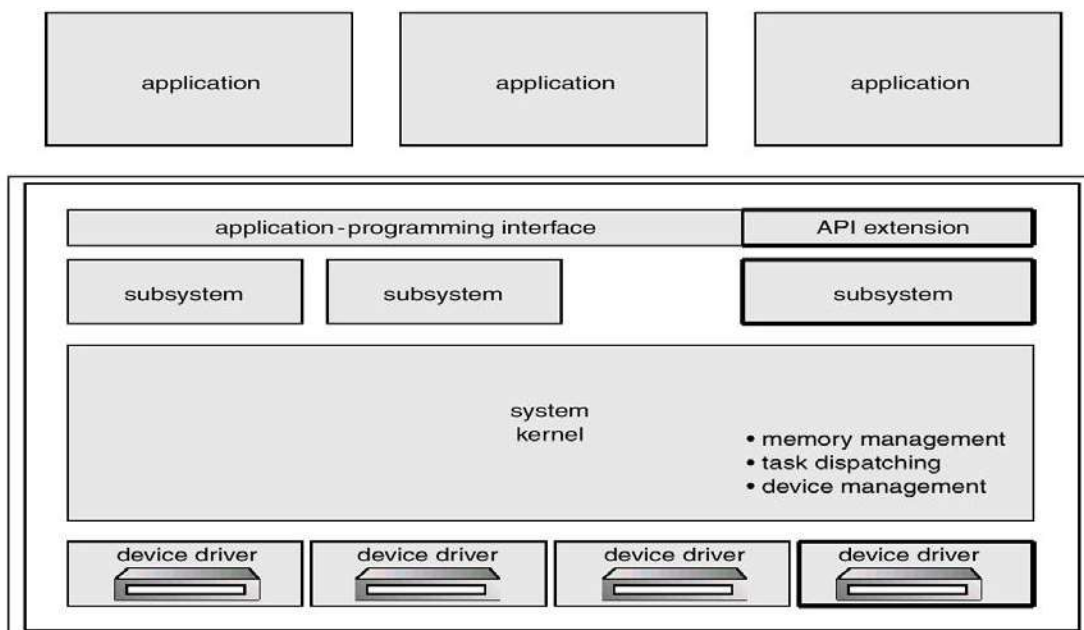 application
application
application
application-programming interface
API extension
subsystem
subsystem
subsystem
system
kernel
• memory management
• task dispatching
• device management
device driver
device driver
device driver
device driver